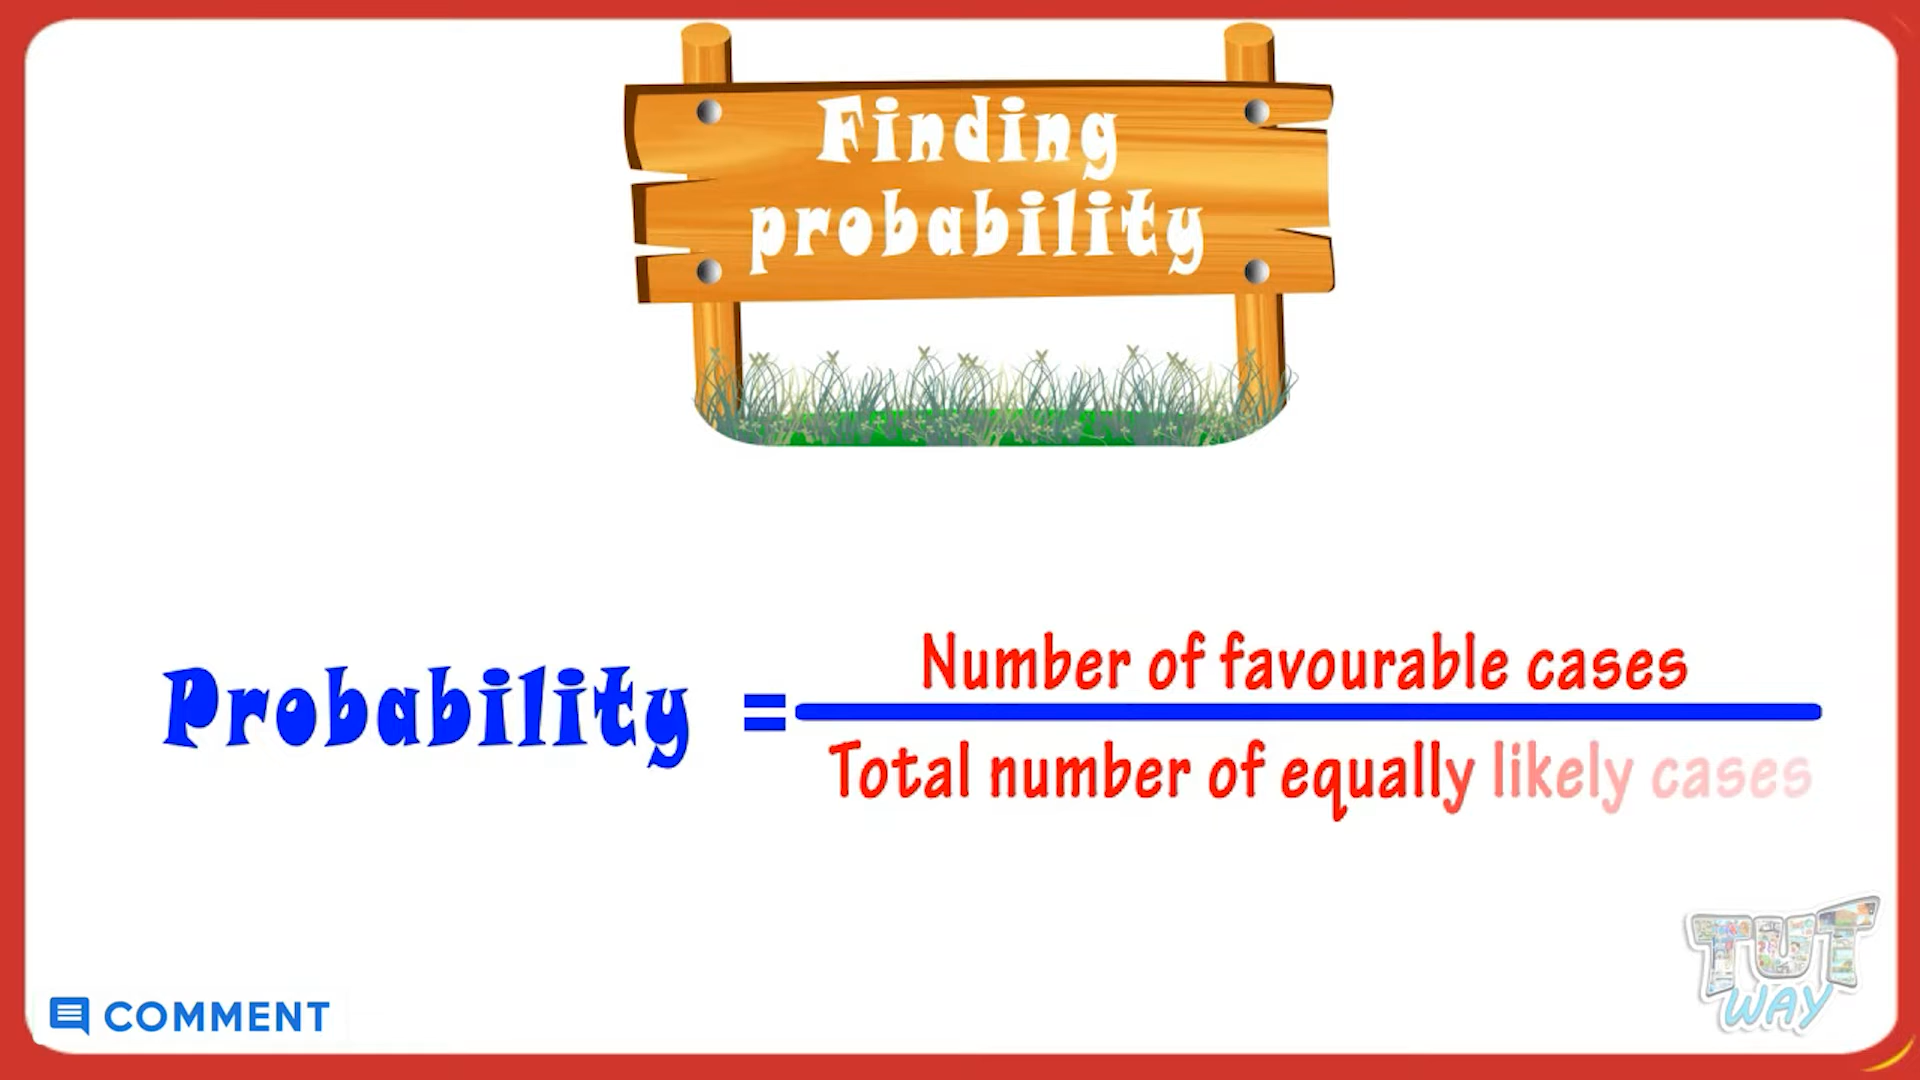 Finding
probability
Probability = Number of favourable cases
Total number of equally likely cases
TUT
WAY
COMMENT